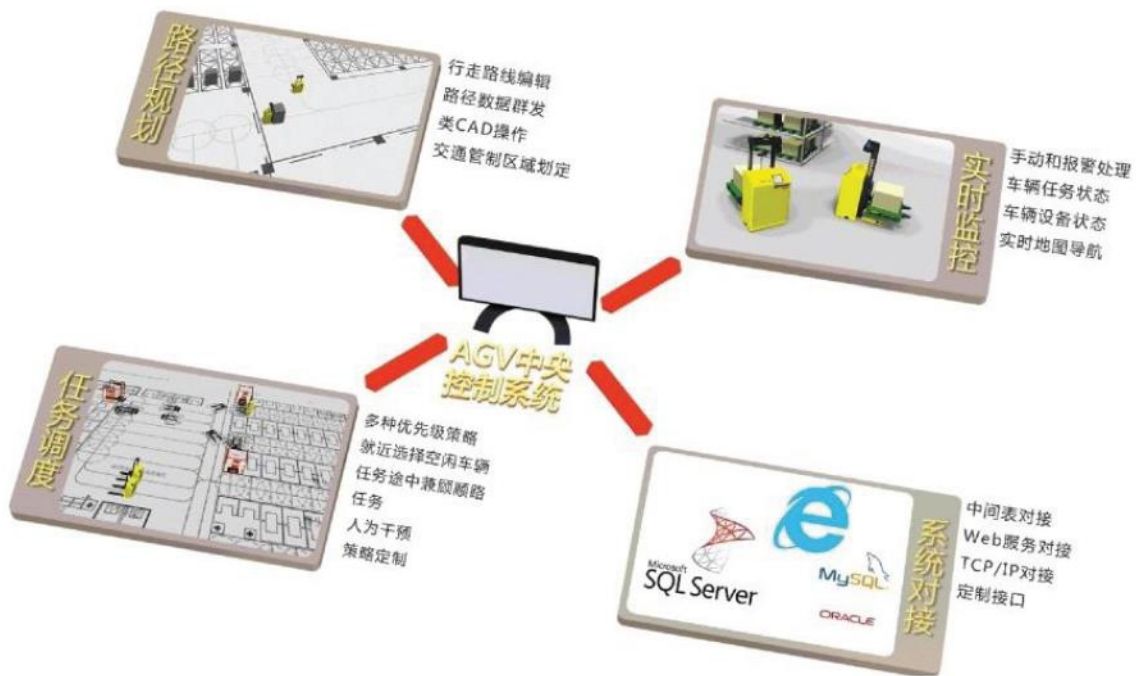 路径规划
行走路线编辑
路径数据群发
类CAD操作
交通管制区域划定
实时监控
手动和报警处理
车辆任务状态
车辆设备状态
实时地图导航
AGV中央
控制系统
任务调度
多种优先级策略
就近选择空闲车辆
任务途中兼顾顺路
任务
人为干预
策略定制
Microsoft
SQL Server
MySQL
ORACLE
系统对接
中间表对接
Web服务对接
TCP/IP对接
定制接口